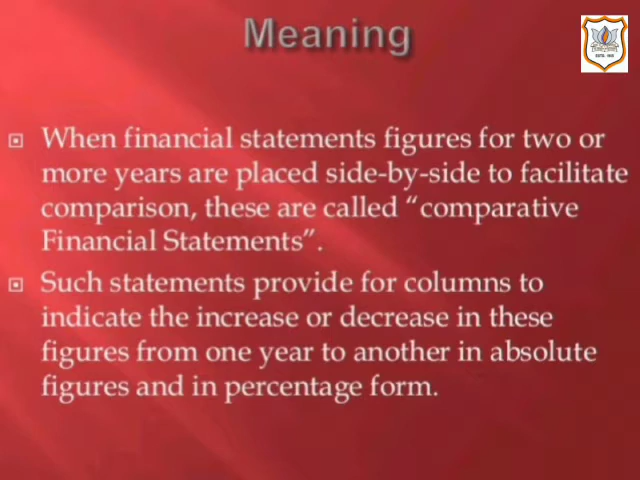 Meaning
When financial statements figures for two or
more years are placed side-by-side to facilitate
comparison, these are called “comparative
Financial Statements”.
Such statements provide for columns to
indicate the increase or decrease in these
figures from one year to another in absolute
figures and in percentage form.